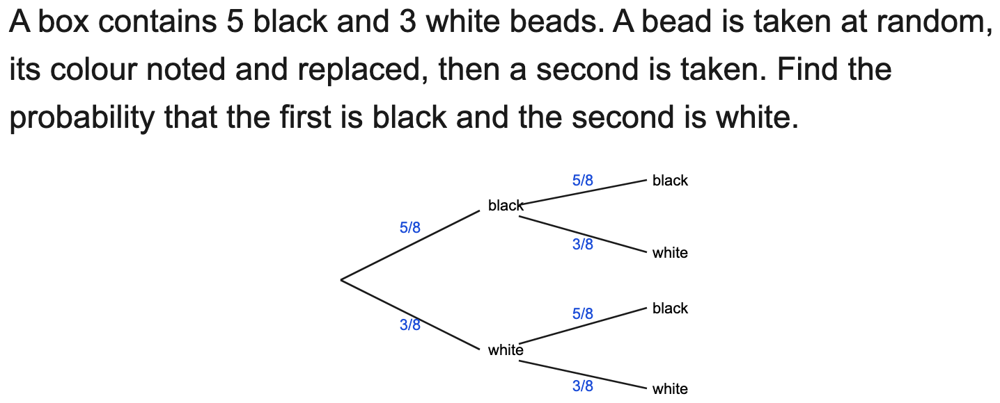 A box contains 5 black and 3 white beads. A bead is taken at random,
its colour noted and replaced, then a second is taken. Find the
probability that the first is black and the second is white.
5/8 black
black
5/8
3/8 white
5/8 black
3/8
white
3/8 white